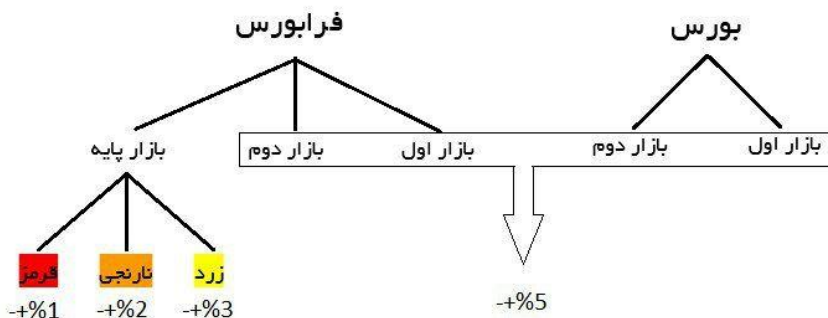 بورس
فرابورس
بازار اول
بازار دوم
بازار اول
بازار دوم
بازار پایه
زرد
نارنجی
قرمز
-+%5
-+%3
-+%2
-+%1